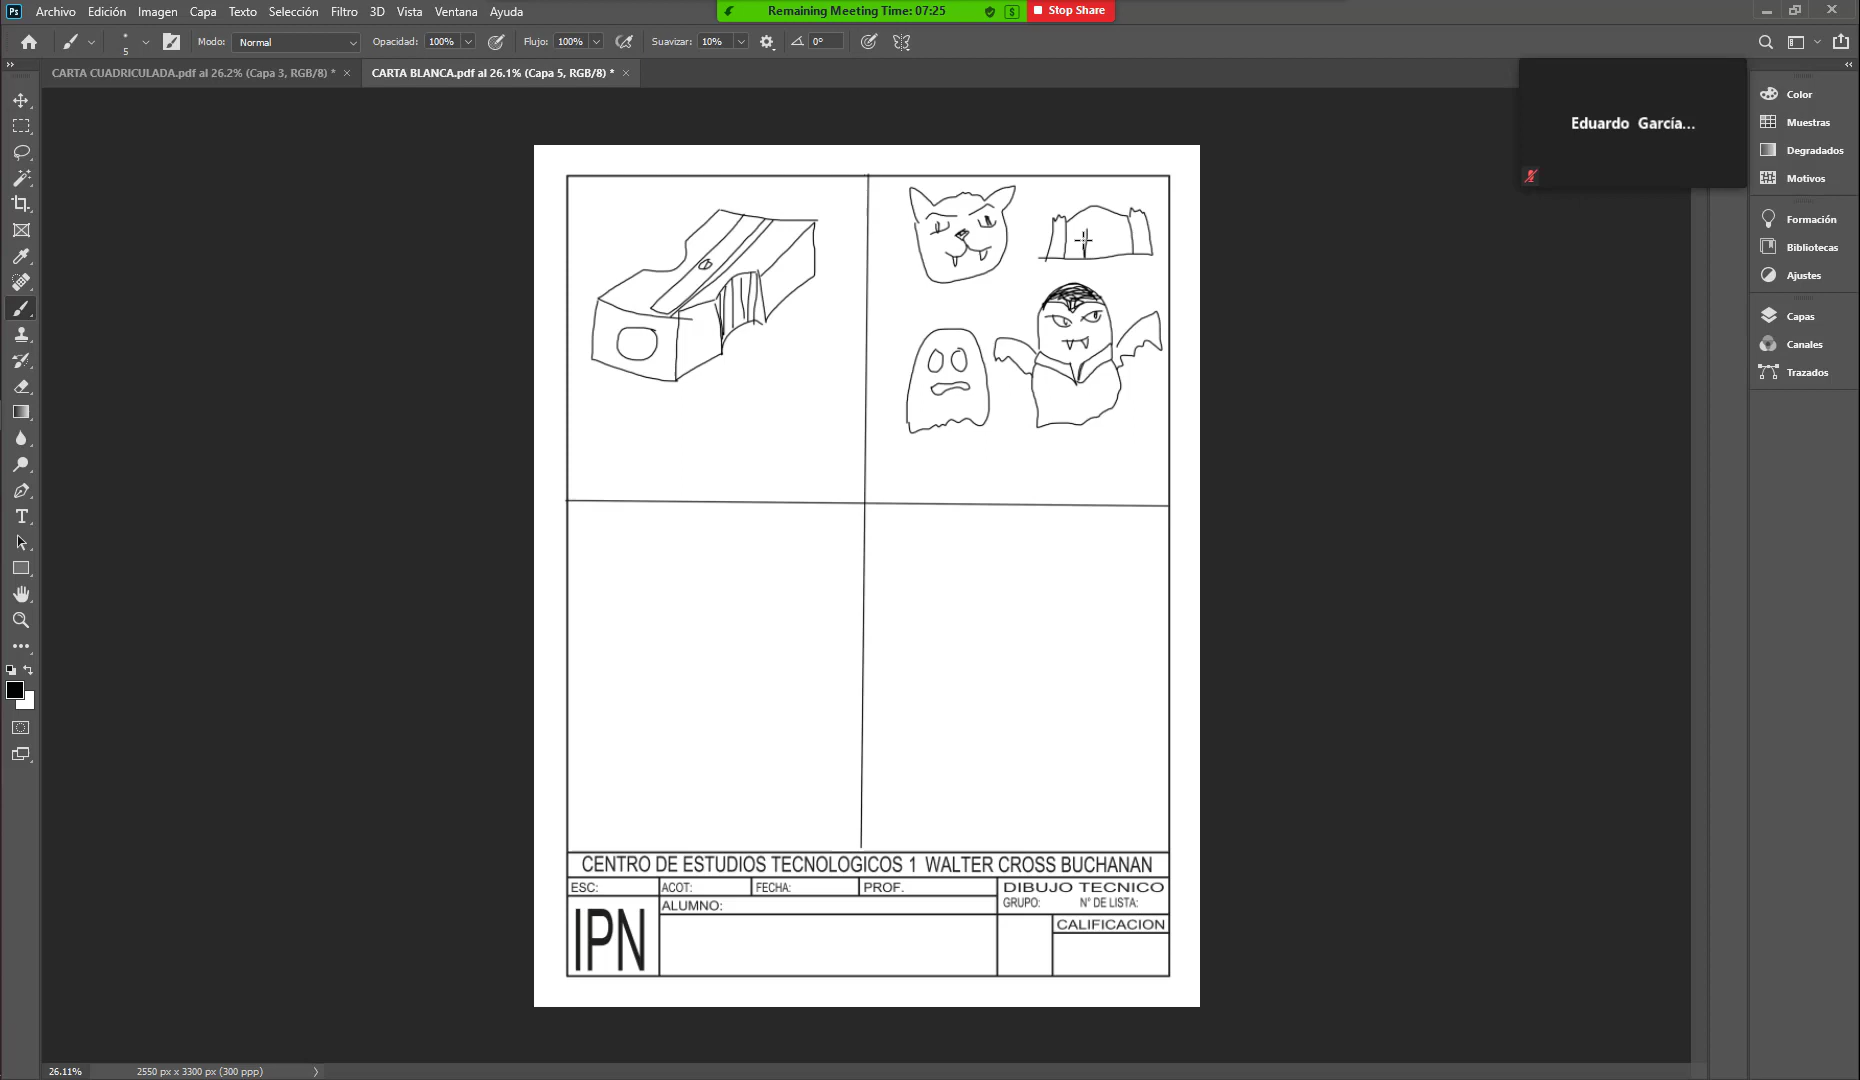 Ps Archivo Edición Imagen Capa Texto Selección Filtro 3D Vista Ventana Ayuda Remaining Meeting Time: 07:25 $ Stop Share
5 Modo: Normal Opacidad: 100% Flujo: 100% Suavizar: 10% 0°
CARTA CUADRICULADA.pdf al 26.2% (Capa 3, RGB/8) * × CARTA BLANCA.pdf al 26.1% (Capa 5, RGB/8) * ×
Eduardo García...
Color
Muestras
Degradados
Motivos
Formación
Bibliotecas
Ajustes
Capas
Canales
Trazados
CENTRO DE ESTUDIOS TECNOLOGICOS 1 WALTER CROSS BUCHANAN
ESC: ACOT: FECHA: PROF. DIBUJO TECNICO
ALUMNO: GRUPO: N° DE LISTA:
IPN CALIFICACION
26.11% 2550 px x 3300 px (300 ppp)